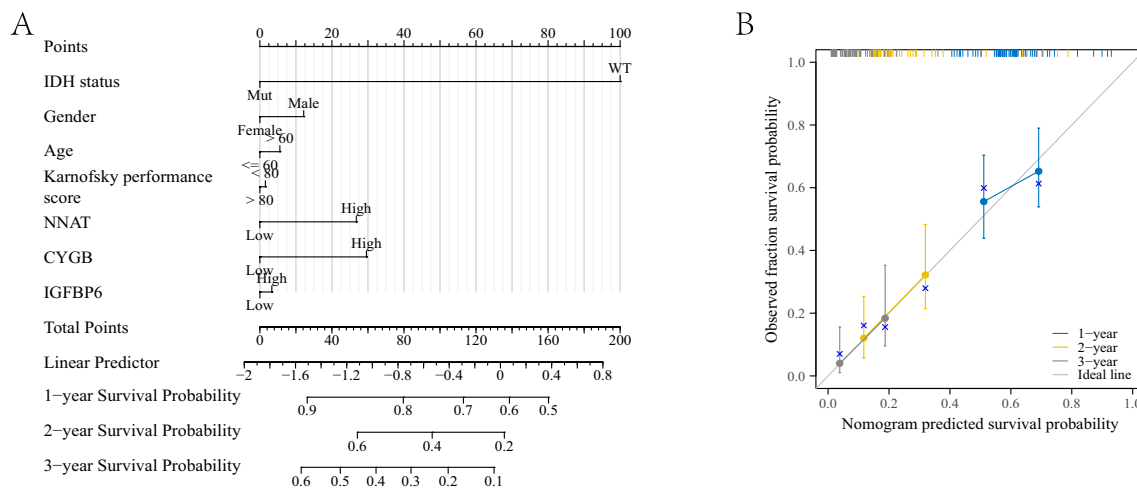 A
Points
0 20 40 60 80 100
IDH status
WT
Mut
Gender
Male
Female
Age
> 60
<= 60
Karnofsky performance
score
< 80
> 80
NNAT
High
Low
CYGB
High
Low
IGFBP6
High
Low
Total Points
0 20 40 60 80 100 120 140 160 180 200
Linear Predictor
−2 −1.6 −1.2 −0.8 −0.4 0 0.4 0.8
1−year Survival Probability
0.9 0.8 0.7 0.6 0.5
2−year Survival Probability
0.6 0.4 0.2
3−year Survival Probability
0.6 0.5 0.4 0.3 0.2 0.1
B
Observed fraction survival probability
1.0
0.8
0.6
0.4
0.2
0.0
1−year
2−year
3−year
Ideal line
0.0 0.2 0.4 0.6 0.8 1.0
Nomogram predicted survival probability